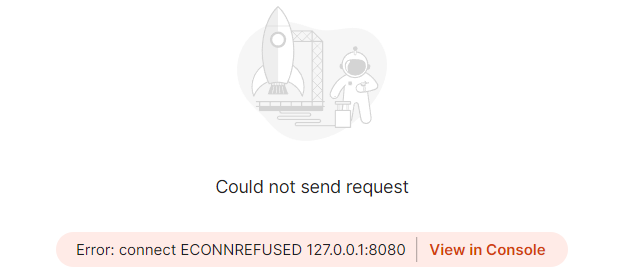 Could not send request
Error: connect ECONNREFUSED 127.0.0.1:8080 View in Console